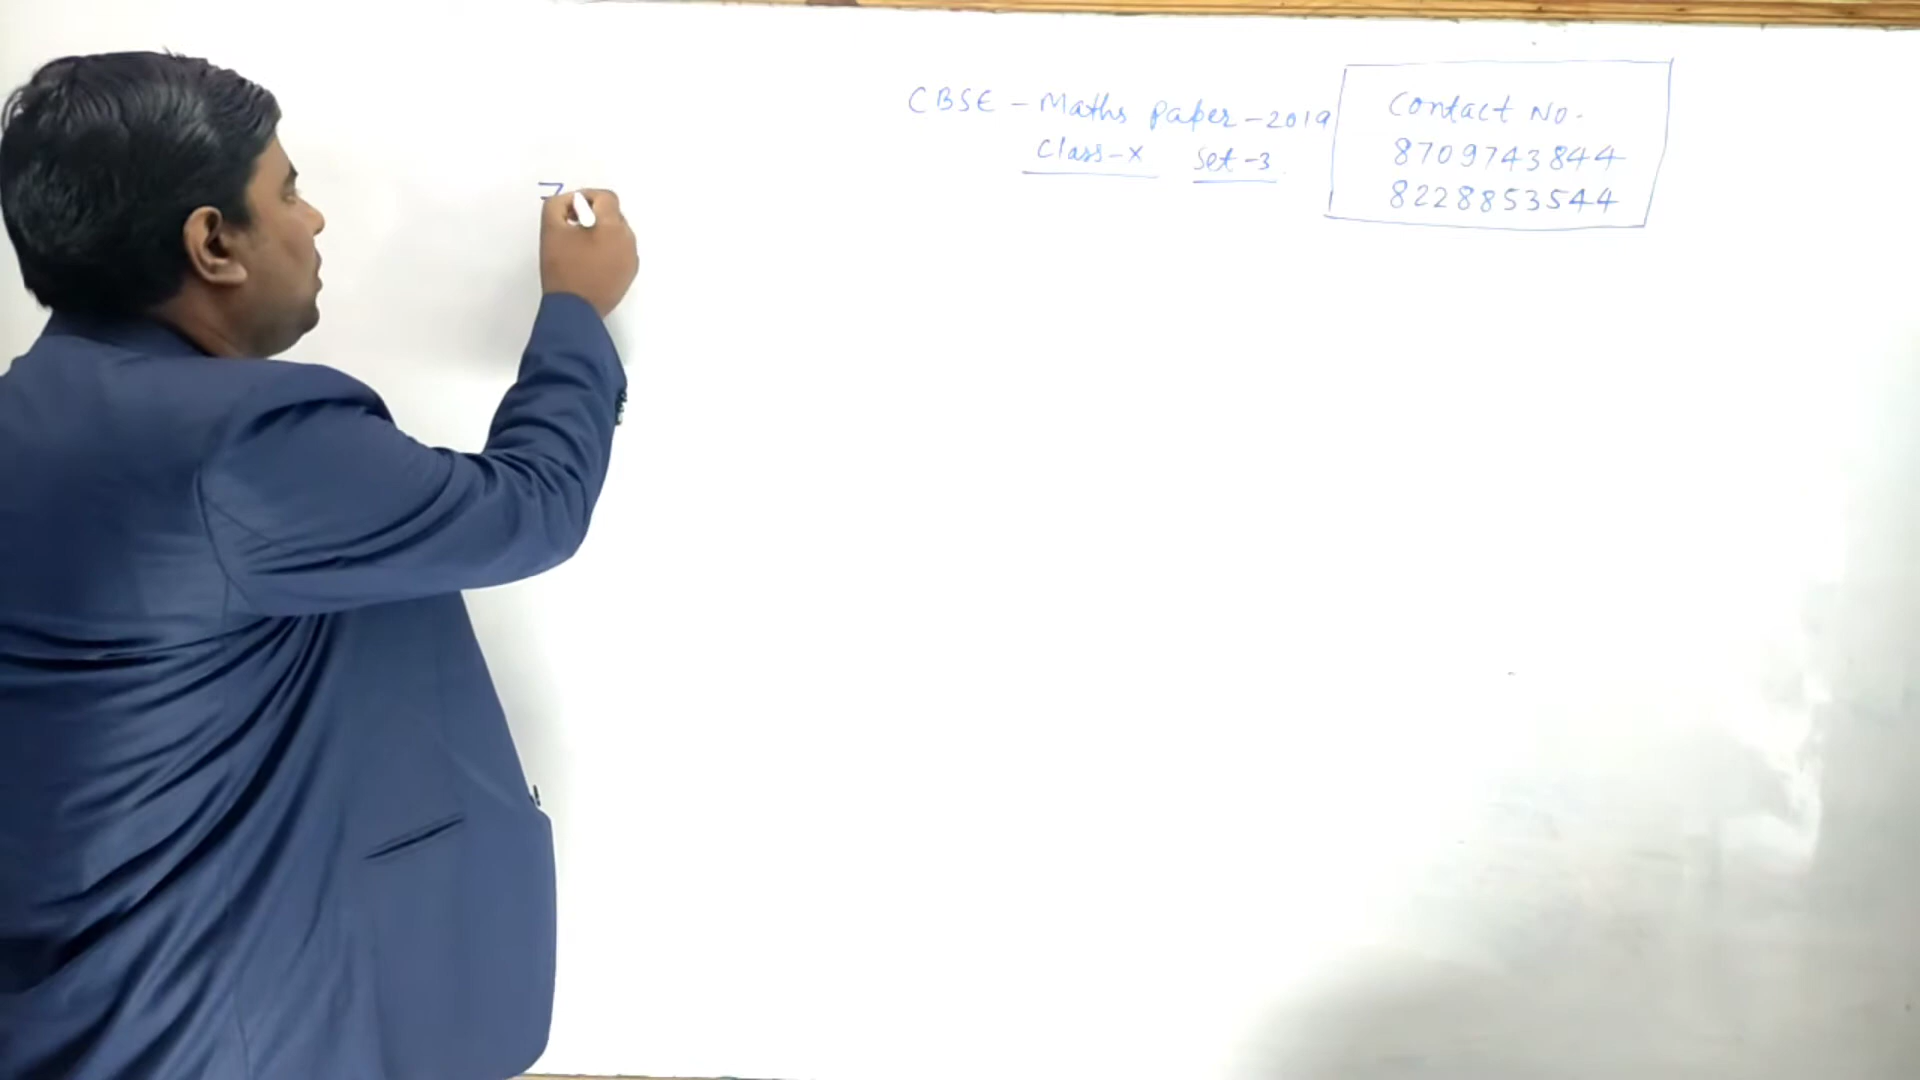 CBSE - Maths paper - 2019
Class-X Set-3
Contact No.
8709743844
8228853544